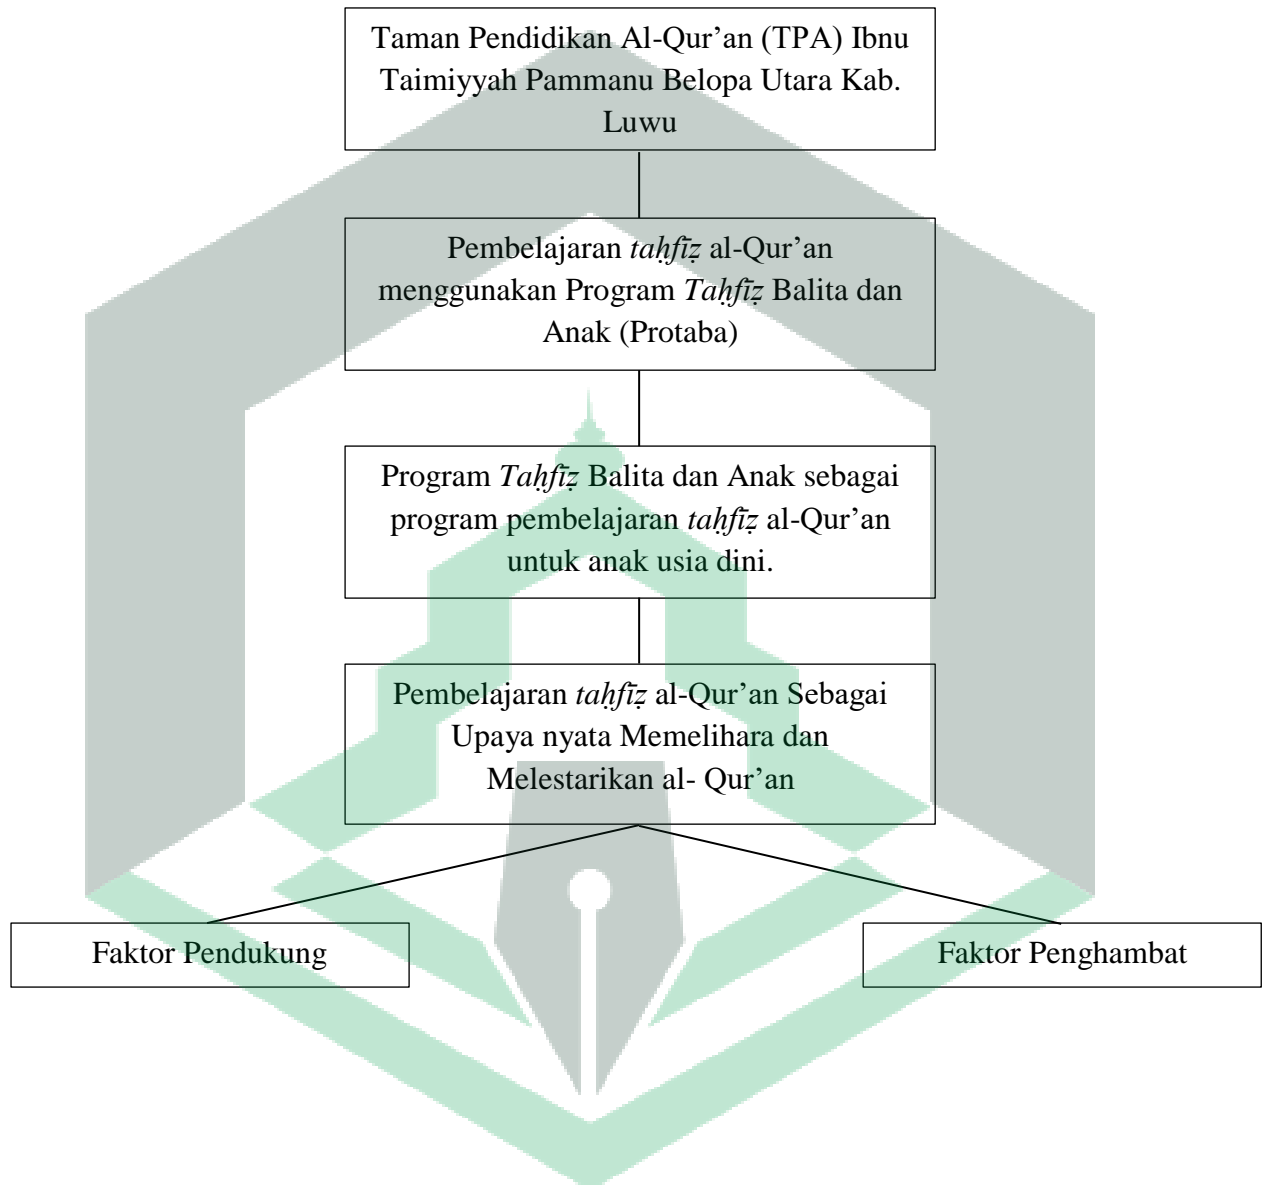 Taman Pendidikan Al-Qur’an (TPA) Ibnu
Taimiyyah Pammanu Belopa Utara Kab.
Luwu
Pembelajaran taḥfīẓ al-Qur’an
menggunakan Program Taḥfīẓ Balita dan
Anak (Protaba)
Program Taḥfīẓ Balita dan Anak sebagai
program pembelajaran taḥfīẓ al-Qur’an
untuk anak usia dini.
Pembelajaran taḥfīẓ al-Qur’an Sebagai
Upaya nyata Memelihara dan
Melestarikan al- Qur’an
Faktor Pendukung
Faktor Penghambat